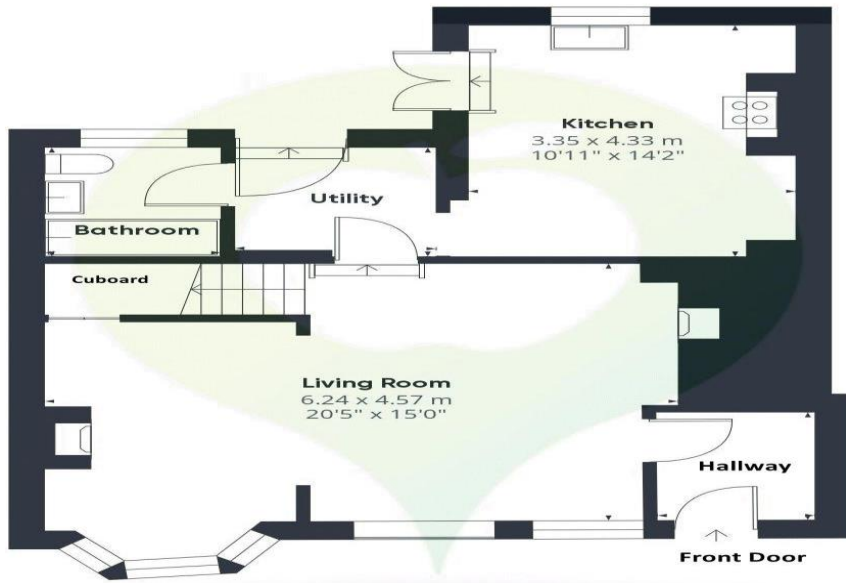 Kitchen
3.35 x 4.33 m
10'11" x 14'2"
Utility
Bathroom
Cuboard
Living Room
6.24 x 4.57 m
20'5" x 15'0"
Hallway
Front Door